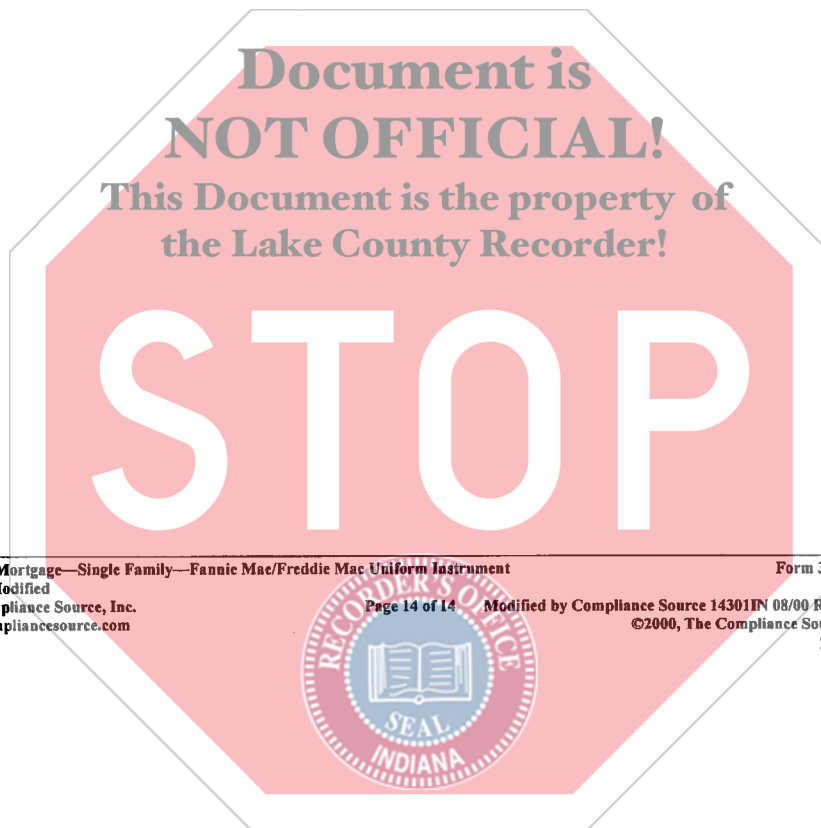 Document is
NOT OFFICIAL!
This Document is the property of
the Lake County Recorder!
STOP
Mortgage—Single Family—Fannie Mae/Freddie Mac Uniform Instrument Form 3
Modified
pliance Source, Inc. Page 14 of 14 Modified by Compliance Source 14301IN 08/00 R
pliancesource.com ©2000, The Compliance Sou
RECORDER'S OFFICE
SEAL
INDIANA